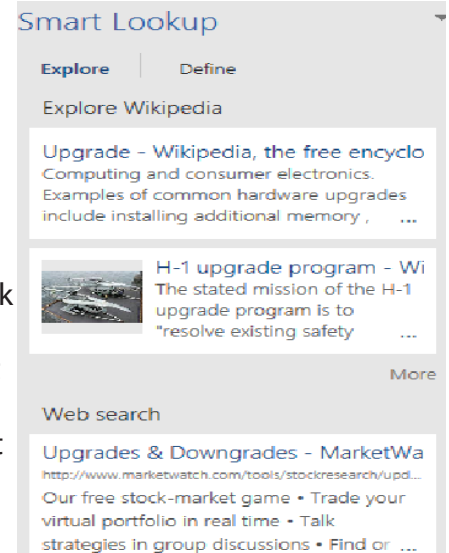 Smart Lookup
Explore Define
Explore Wikipedia
Upgrade - Wikipedia, the free encyclo
Computing and consumer electronics.
Examples of common hardware upgrades
include installing additional memory , ...
H-1 upgrade program - Wi
The stated mission of the H-1
upgrade program is to
"resolve existing safety ...
k
More
Web search
t
Upgrades & Downgrades - MarketWa
http://www.marketwatch.com/tools/stockresearch/upd...
Our free stock-market game • Trade your
virtual portfolio in real time • Talk
strategies in group discussions • Find or ...